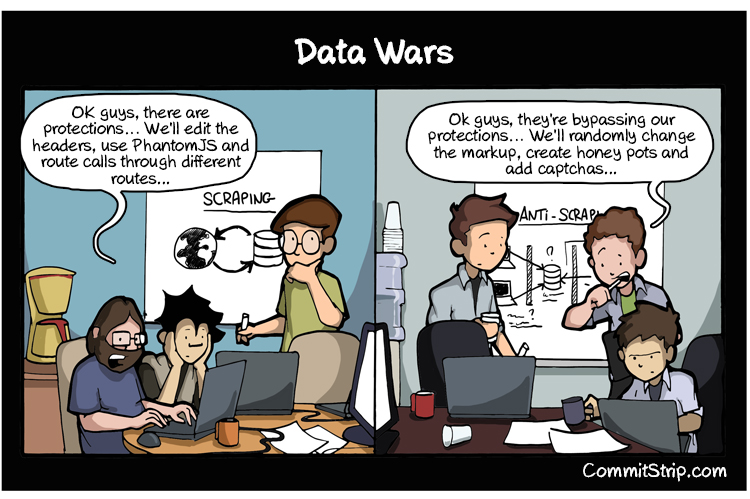 Data Wars
OK guys, there are
protections... We'll edit the
headers, use PhantomJS and
route calls through different
routes...
SCRAPING
Ok guys, they're bypassing our
protections... We'll randomly change
the markup, create honey pots and
add captchas...
ANTI-SCRAP
?
?
CommitStrip.com